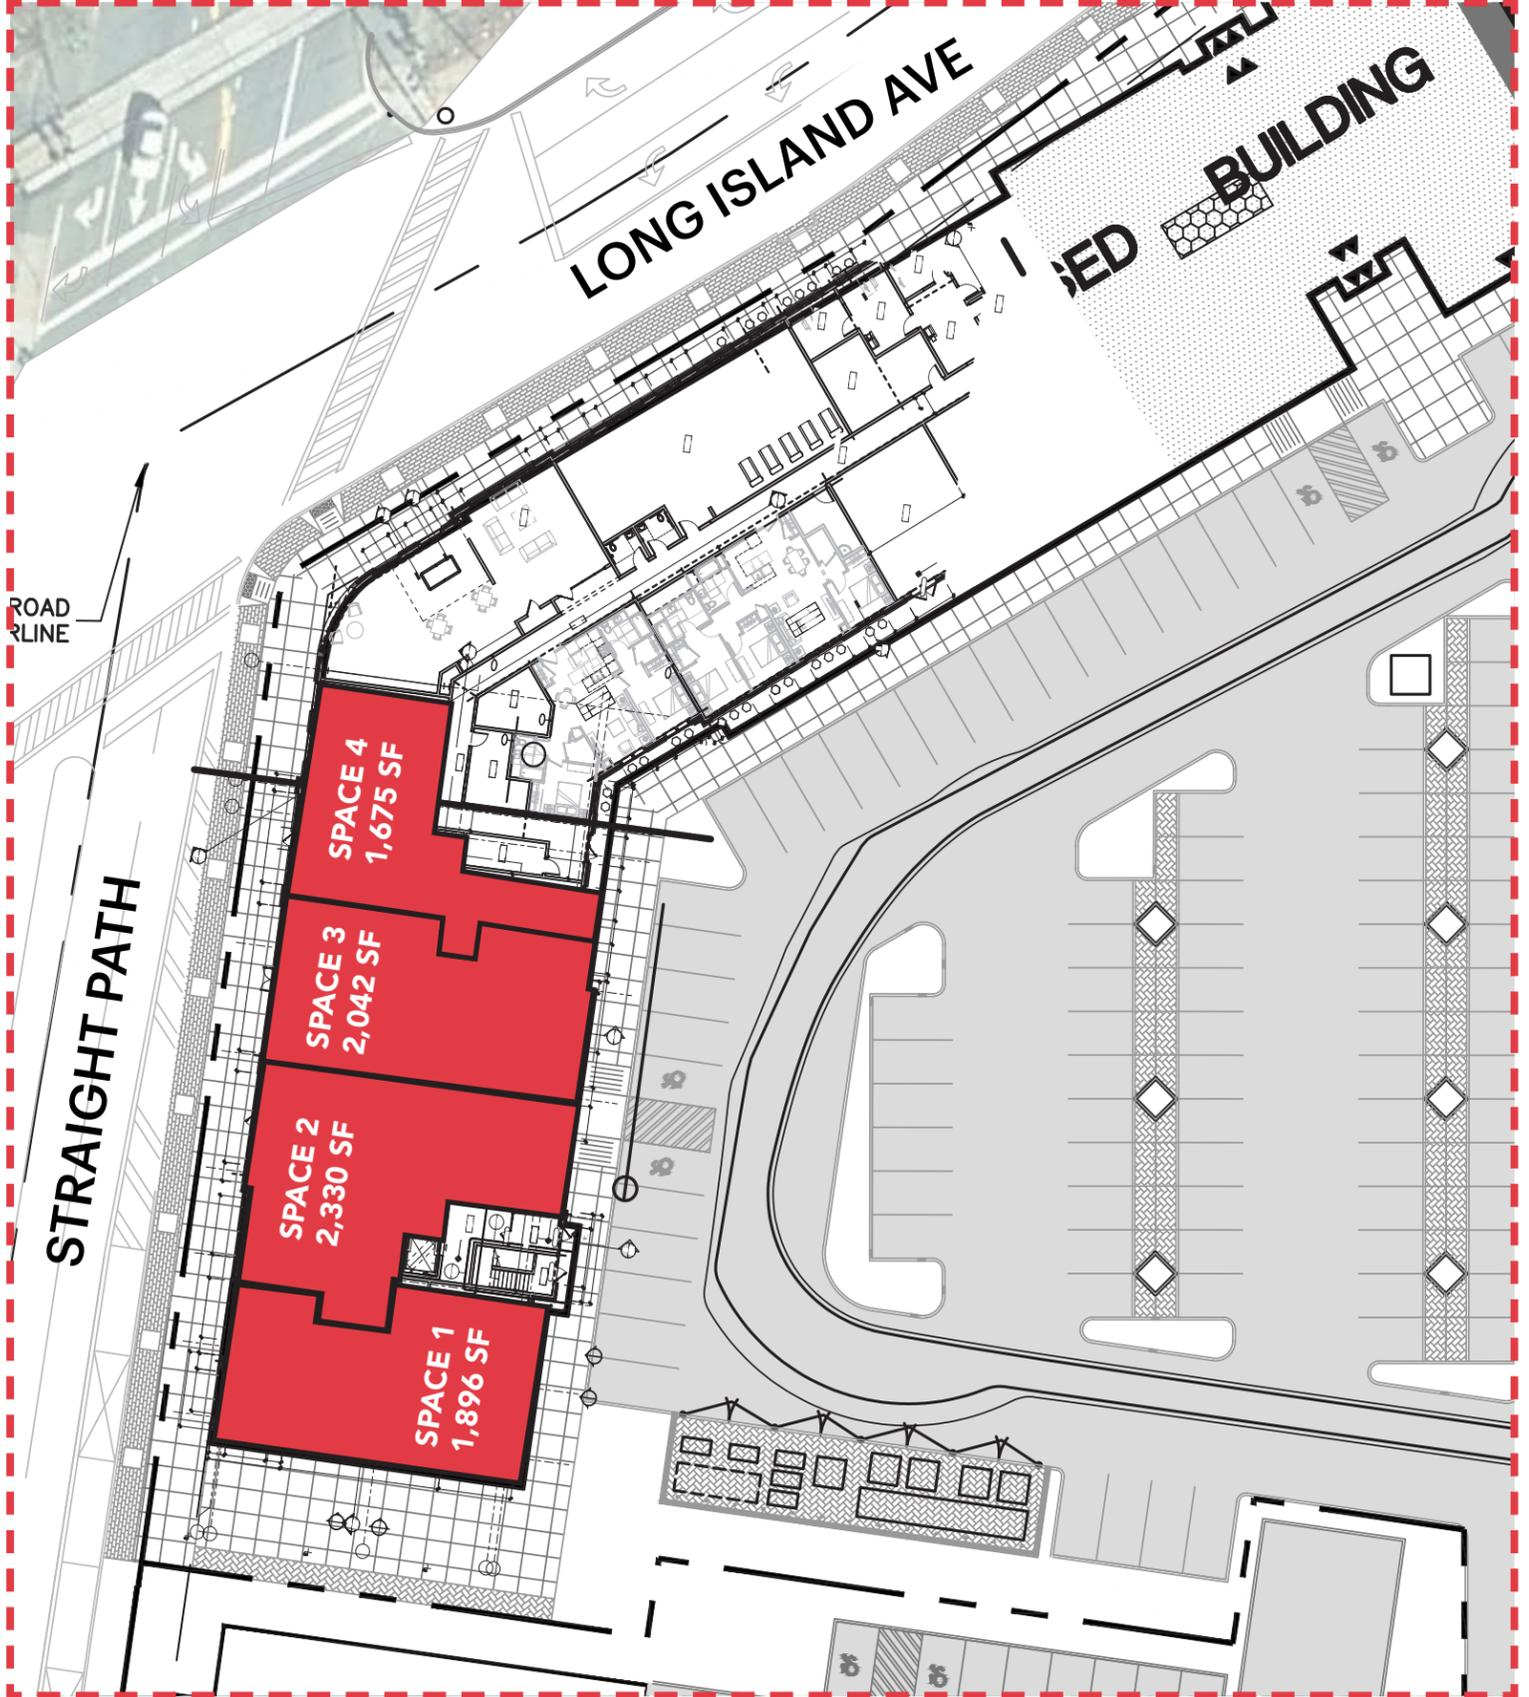 LONG ISLAND AVE
BUILDING
SED
ROAD
RLINE
STRAIGHT PATH
SPACE 4
1,675 SF
SPACE 3
2,042 SF
SPACE 2
2,330 SF
SPACE 1
1,896 SF